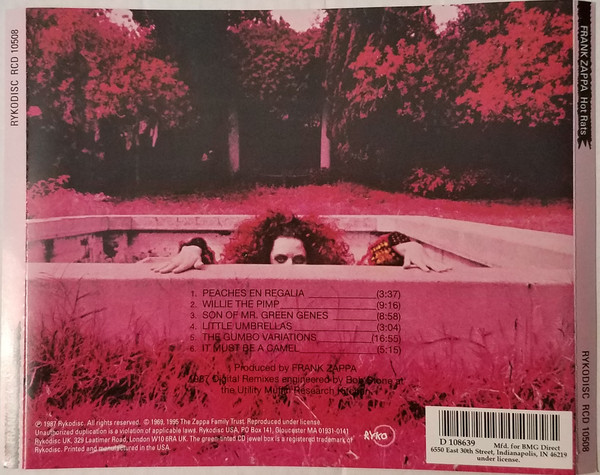 RYKODISC RCD 10508
FRANK ZAPPA Hot Rats
1. PEACHES EN REGALIA (3:37)
2. WILLIE THE PIMP (9:16)
3. SON OF MR. GREEN GENES (8:58)
4. LITTLE UMBRELLAS (3:04)
5. THE GUMBO VARIATIONS (16:55)
6. IT MUST BE A CAMEL (5:15)
Produced by FRANK ZAPPA
1987 Digital Remixes engineered by Bob Stone at
the Utility Muffin Research Kitchen
RYKODISC RCD 10508
℗ 1987 Rykodisc. All rights reserved. © 1969, 1995 The Zappa Family Trust. Reproduced under license.
Unauthorized duplication is a violation of applicable laws. Rykodisc USA, PO Box 141, Gloucester MA 01931-0141
Rykodisc UK, 329 Laatimar Road, London W10 6RA UK. The green-tinted CD jewel box is a registered trademark of
Rykodisc. Printed and manufactured in the USA.
Ryko
D 108639
Mfd. for BMG Direct
6550 East 30th Street, Indianapolis, IN 46219
under license.